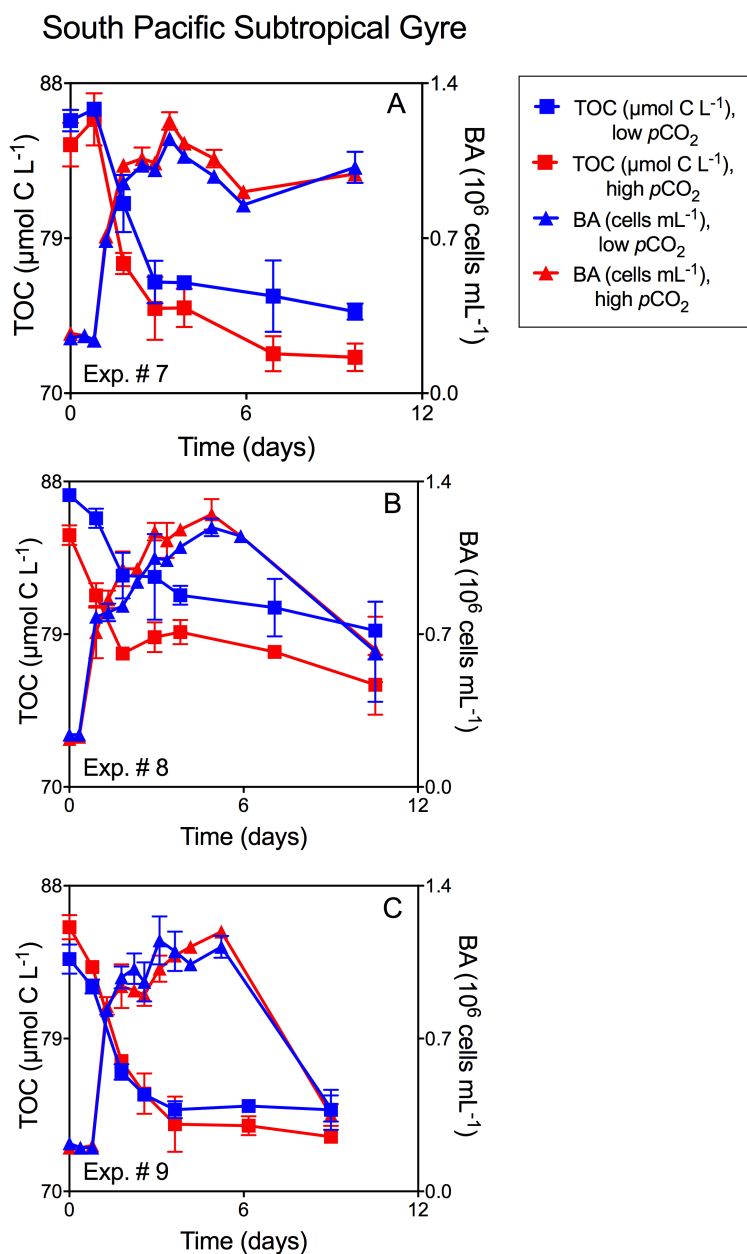 South Pacific Subtropical Gyre
A
88
79
70
TOC (μmol C L⁻¹)
1.4
0.7
0.0
BA (10⁶ cells mL⁻¹)
Exp. # 7
0 6 12
Time (days)
TOC (μmol C L⁻¹),
low pCO₂
TOC (μmol C L⁻¹),
high pCO₂
BA (cells mL⁻¹),
low pCO₂
BA (cells mL⁻¹),
high pCO₂
B
88
79
70
TOC (μmol C L⁻¹)
1.4
0.7
0.0
BA (10⁶ cells mL⁻¹)
Exp. # 8
0 6 12
Time (days)
C
88
79
70
TOC (μmol C L⁻¹)
1.4
0.7
0.0
BA (10⁶ cells mL⁻¹)
Exp. # 9
0 6 12
Time (days)